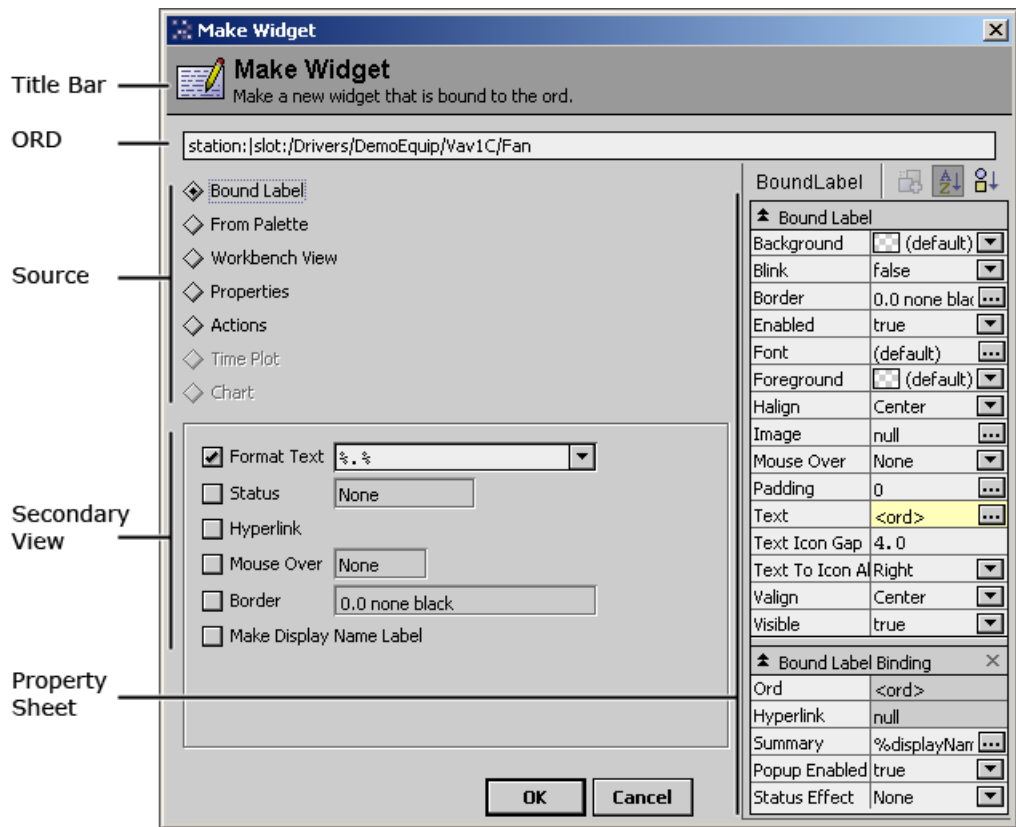 Make Widget
Title Bar
Make Widget
Make a new widget that is bound to the ord.
ORD
station:|slot:/Drivers/DemoEquip/Vav1C/Fan
Source
Bound Label
From Palette
Workbench View
Properties
Actions
Time Plot
Chart
Secondary
View
Format Text %.%
Status None
Hyperlink
Mouse Over None
Border 0.0 none black
Make Display Name Label
Property
Sheet
OK Cancel
BoundLabel
Bound Label
Background (default)
Blink false
Border 0.0 none blac
Enabled true
Font (default)
Foreground (default)
Halign Center
Image null
Mouse Over None
Padding 0
Text <ord>
Text Icon Gap 4.0
Text To Icon Al Right
Valign Center
Visible true
Bound Label Binding
Ord <ord>
Hyperlink null
Summary %displayNam
Popup Enabled true
Status Effect None